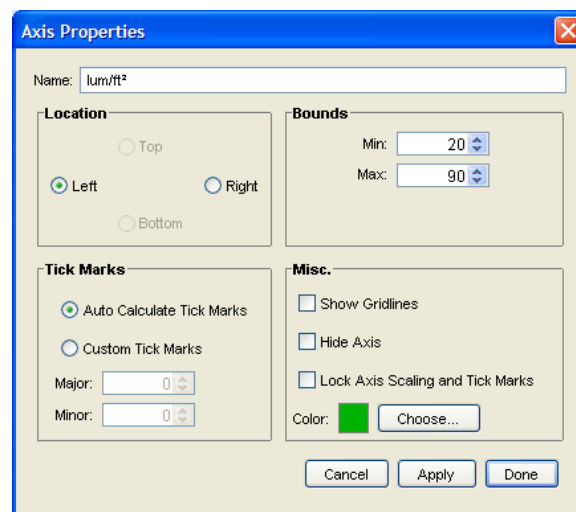 Axis Properties
Name: lum/ft²
Location
Top
Left
Right
Bottom
Bounds
Min: 20
Max: 90
Tick Marks
Auto Calculate Tick Marks
Custom Tick Marks
Major: 0
Minor: 0
Misc.
Show Gridlines
Hide Axis
Lock Axis Scaling and Tick Marks
Color: Choose...
Cancel Apply Done